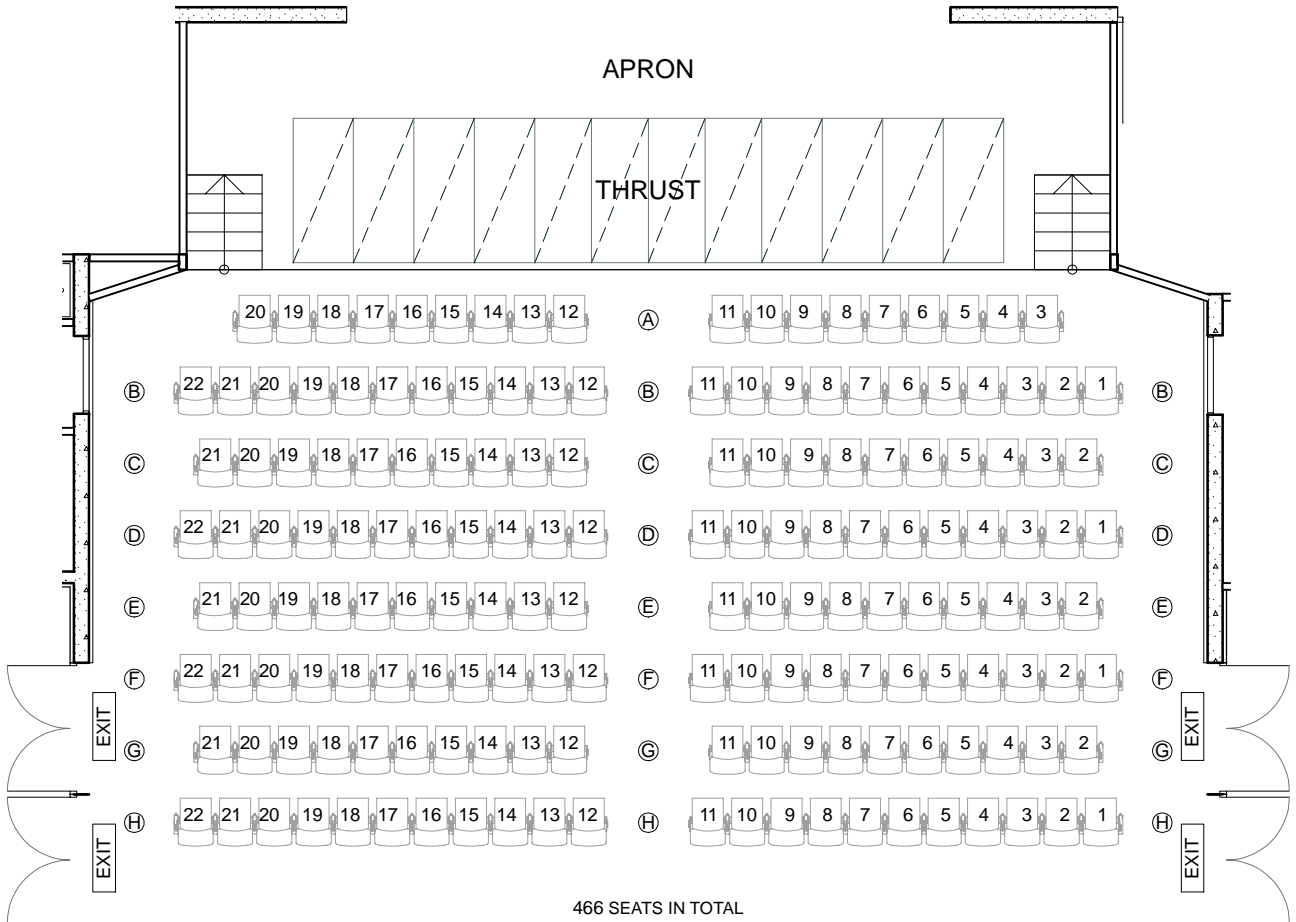 APRON
THRUST
20 19 18 17 16 15 14 13 12 A 11 10 9 8 7 6 5 4 3
B 22 21 20 19 18 17 16 15 14 13 12 B 11 10 9 8 7 6 5 4 3 2 1 B
C 21 20 19 18 17 16 15 14 13 12 C 11 10 9 8 7 6 5 4 3 2 C
D 22 21 20 19 18 17 16 15 14 13 12 D 11 10 9 8 7 6 5 4 3 2 1 D
E 21 20 19 18 17 16 15 14 13 12 E 11 10 9 8 7 6 5 4 3 2 E
F 22 21 20 19 18 17 16 15 14 13 12 F 11 10 9 8 7 6 5 4 3 2 1 F
EXIT EXIT
G 21 20 19 18 17 16 15 14 13 12 G 11 10 9 8 7 6 5 4 3 2 G
H 22 21 20 19 18 17 16 15 14 13 12 H 11 10 9 8 7 6 5 4 3 2 1 H
EXIT EXIT
466 SEATS IN TOTAL